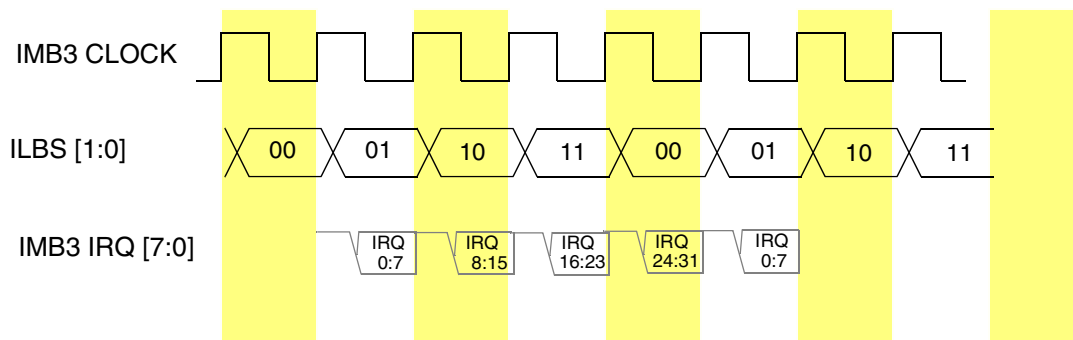 IMB3 CLOCK
ILBS [1:0]
00 01 10 11 00 01 10 11
IMB3 IRQ [7:0]
IRQ IRQ IRQ IRQ IRQ
0:7 8:15 16:23 24:31 0:7